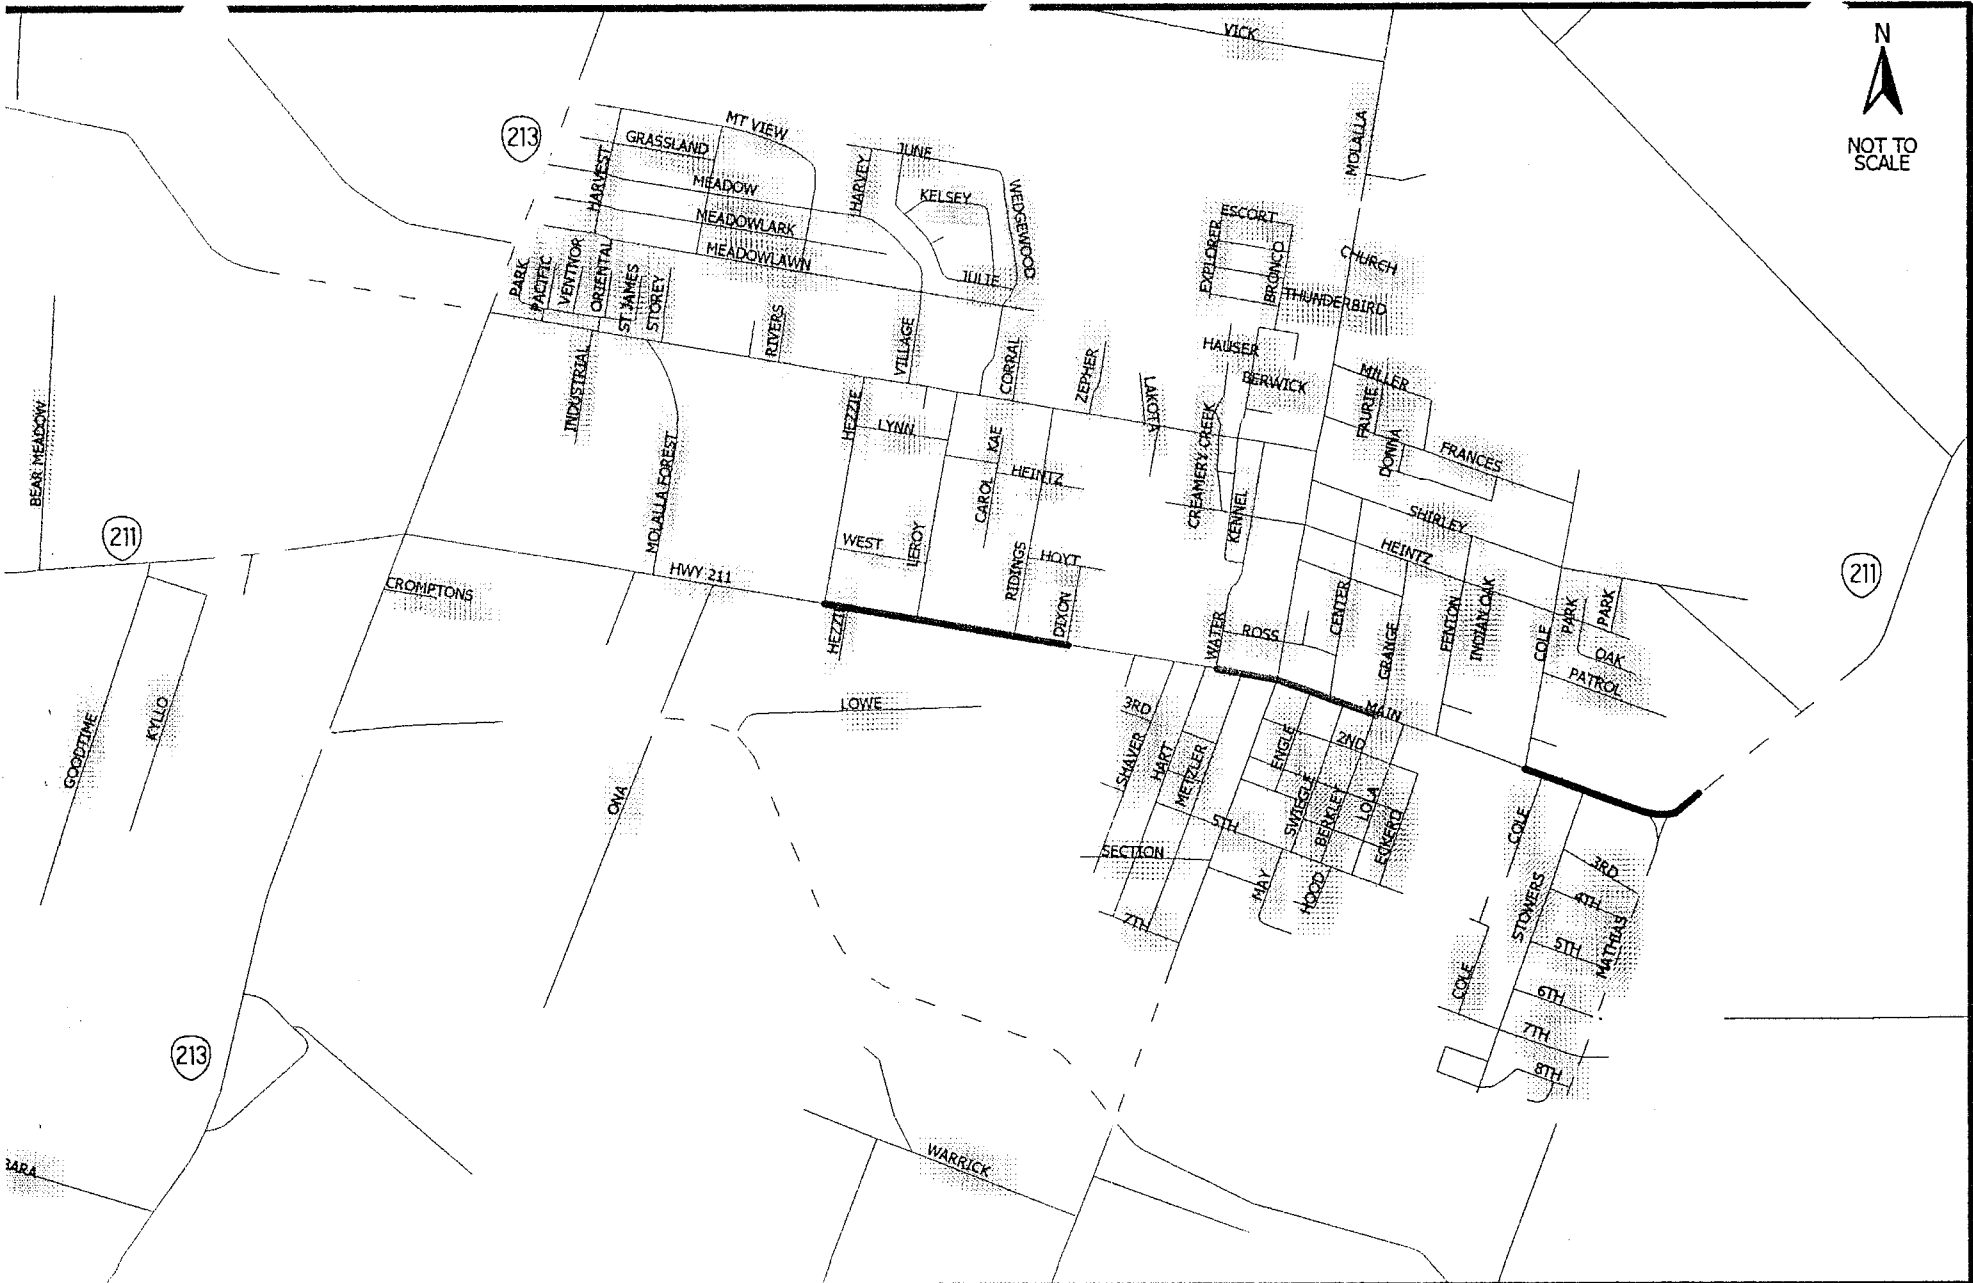 VICK
N
NOT TO
SCALE
213
MT VIEW
GRASSLAND
HARVEST
MEADOW
MEADOWLARK
MEADOWLAWN
HARVEY
JUNE
KELSEY
WEDGEWOOD
JULIE
MOLALLA
ESCORT
EXPLORER
BRONCO
CHURCH
THUNDERBIRD
PARK
PACIFIC
VENTNOR
ORIENTAL
ST JAMES
STOREY
RIVERS
VILLAGE
CORRAL
ZEPHER
LAKOTA
HAUSER
BERWICK
MILLER
FAURIE
DONNA
FRANCES
INDUSTRIAL
BEAR MEADOW
MOLALLA FOREST
HEZZIE
LYNN
KAE
HEINTZ
CAROL
CREAMERY CREEK
KENNEL
SHIRLEY
HEINTZ
211
211
WEST
LEROY
RIDINGS
HOYT
DIXON
HWY 211
CROMPTONS
HEZZIE
WATER
ROSS
CENTER
GRANGE
FENTON
INDIAN OAK
COLE
PARK
PARK
OAK
PATROL
GOODTIME
KYLLO
ONA
LOWE
3RD
SHAVER
HART
METZLER
ENGLE
MAIN
2ND
SWIEGLE
BERKLEY
LOLA
ECKERD
5TH
SECTION
MAY
HOOD
7TH
COLE
STOWERS
3RD
4TH
5TH
MATHIAS
COLE
6TH
7TH
8TH
213
BARA
WARRICK